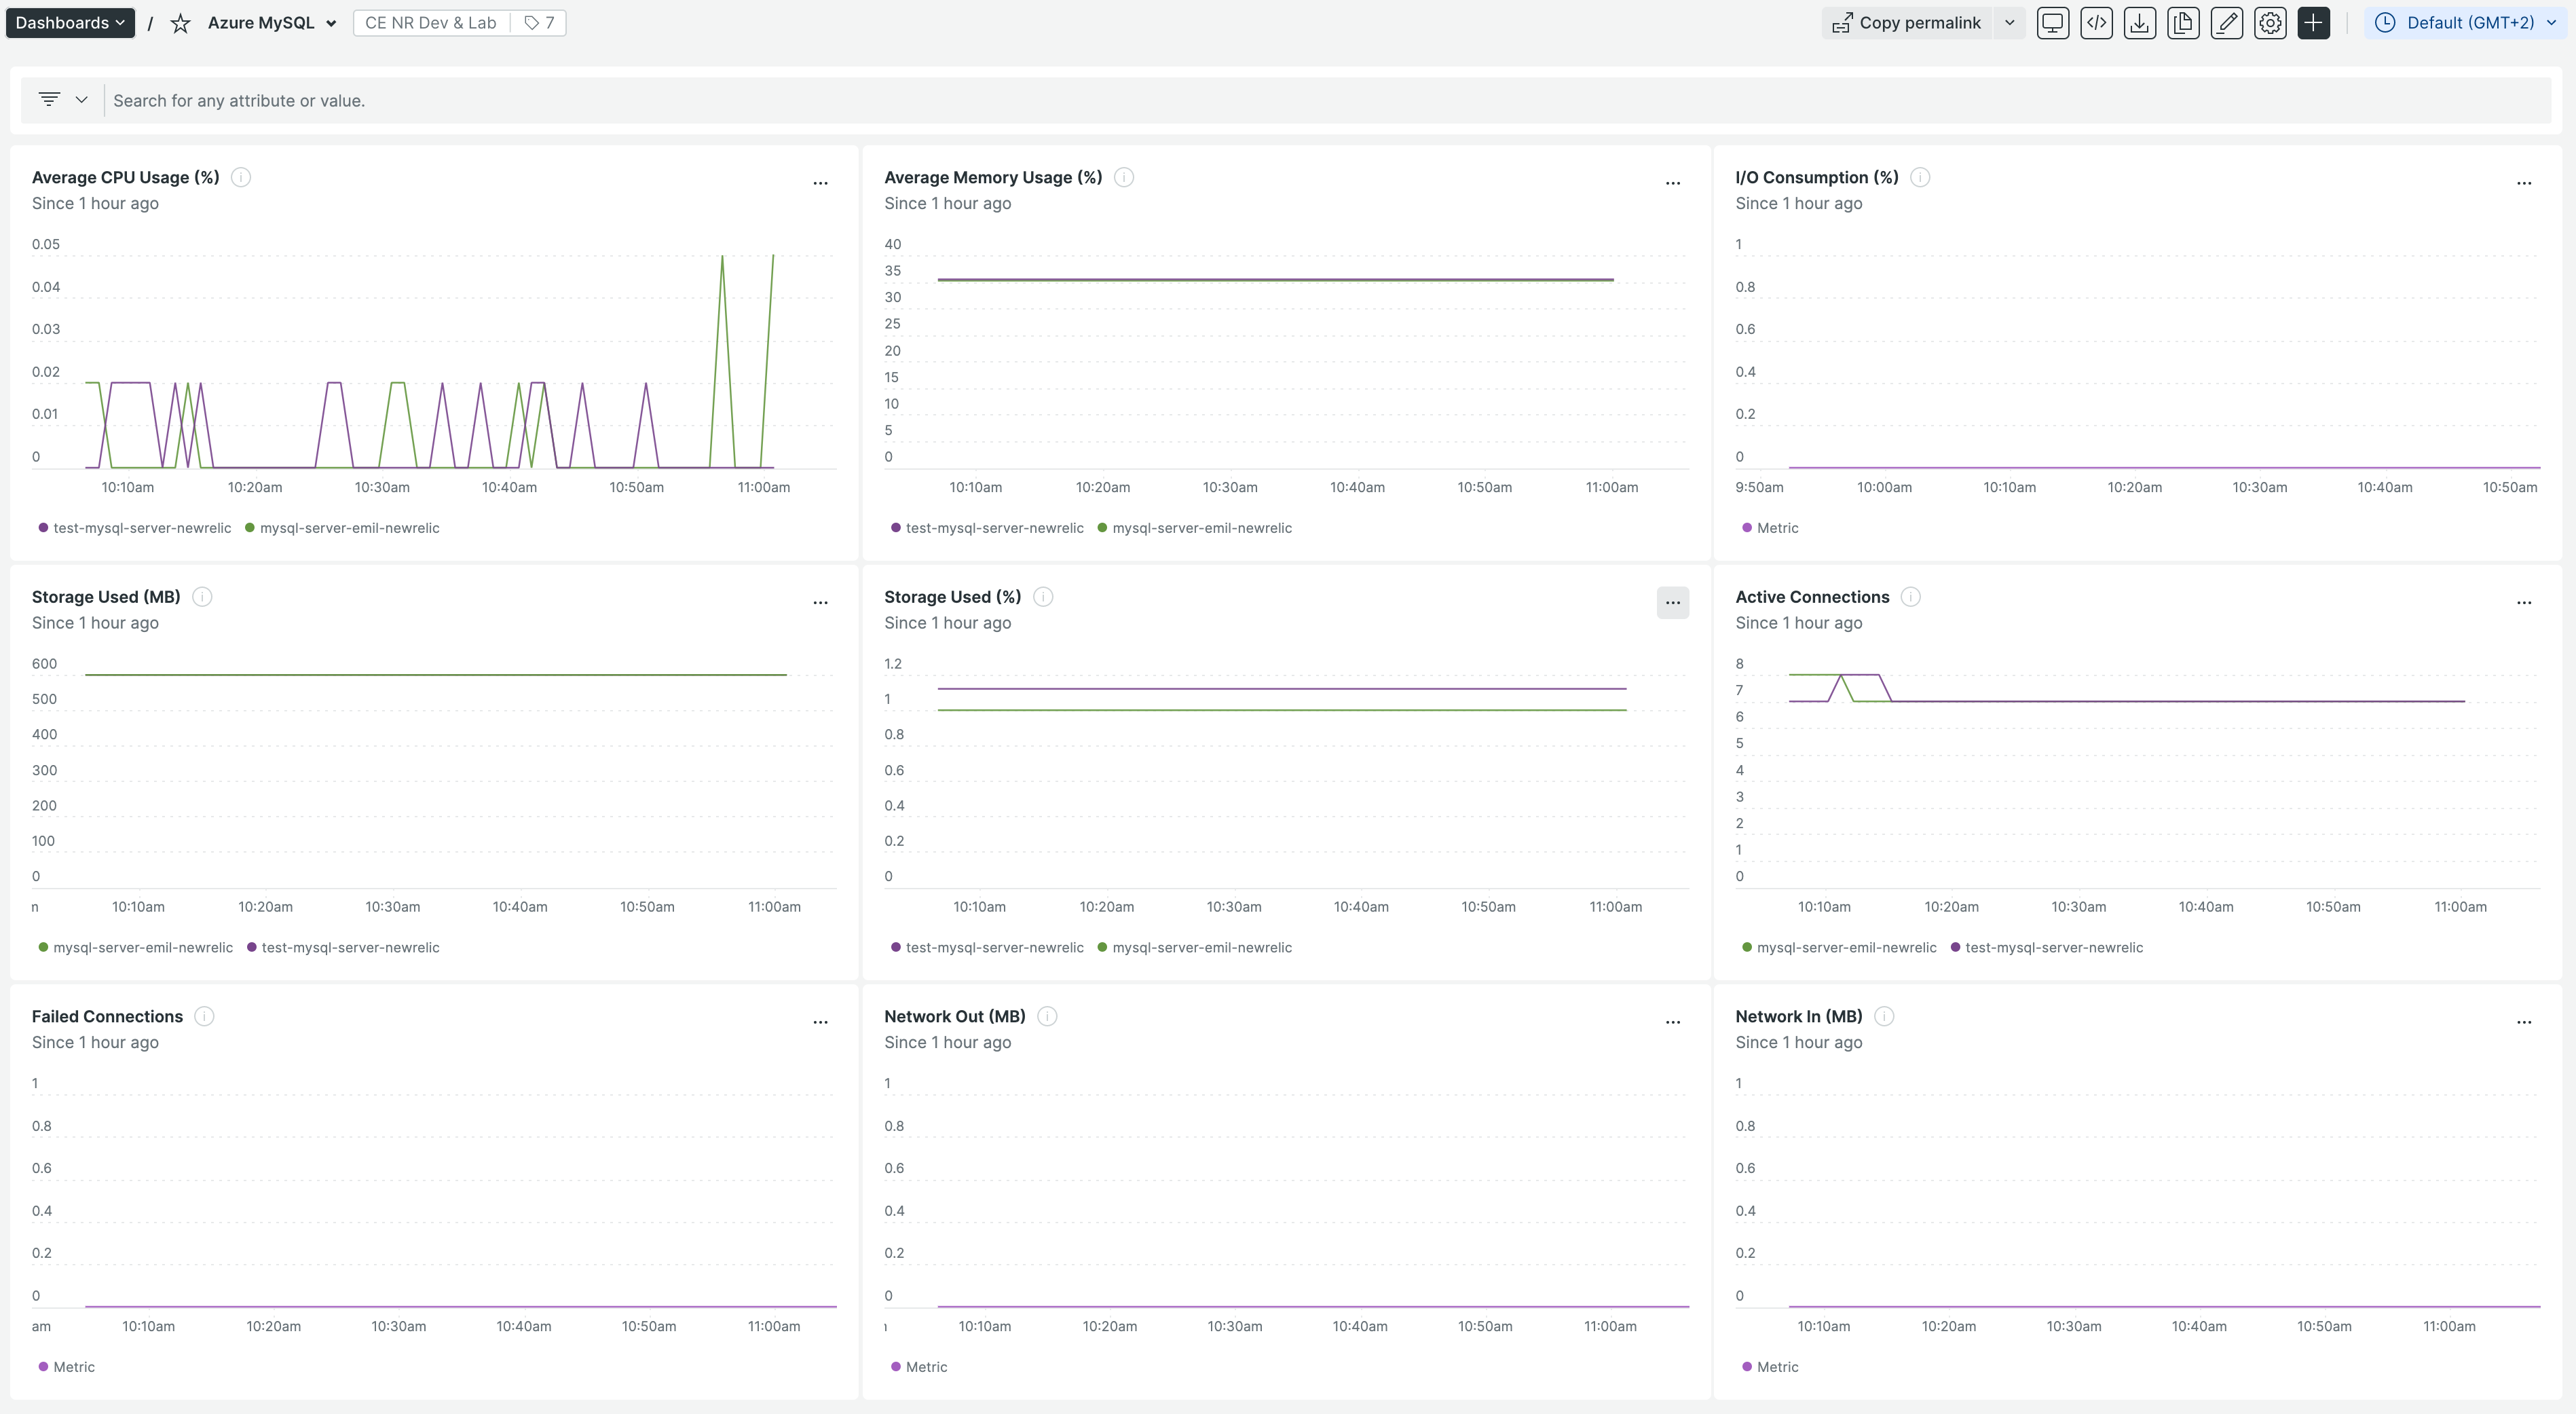 Dashboards / Azure MySQL CE NR Dev & Lab 7 Copy permalink Default (GMT+2)
Search for any attribute or value.
Average CPU Usage (%)
Since 1 hour ago
0.05
0.04
0.03
0.02
0.01
0
10:10am 10:20am 10:30am 10:40am 10:50am 11:00am
test-mysql-server-newrelic mysql-server-emil-newrelic
Average Memory Usage (%)
Since 1 hour ago
40
35
30
25
20
15
10
5
0
10:10am 10:20am 10:30am 10:40am 10:50am 11:00am
test-mysql-server-newrelic mysql-server-emil-newrelic
I/O Consumption (%)
Since 1 hour ago
1
0.8
0.6
0.4
0.2
0
9:50am 10:00am 10:10am 10:20am 10:30am 10:40am 10:50am
Metric
Storage Used (MB)
Since 1 hour ago
600
500
400
300
200
100
0
n 10:10am 10:20am 10:30am 10:40am 10:50am 11:00am
mysql-server-emil-newrelic test-mysql-server-newrelic
Storage Used (%)
Since 1 hour ago
1.2
1
0.8
0.6
0.4
0.2
0
10:10am 10:20am 10:30am 10:40am 10:50am 11:00am
test-mysql-server-newrelic mysql-server-emil-newrelic
Active Connections
Since 1 hour ago
8
7
6
5
4
3
2
1
0
10:10am 10:20am 10:30am 10:40am 10:50am 11:00am
mysql-server-emil-newrelic test-mysql-server-newrelic
Failed Connections
Since 1 hour ago
1
0.8
0.6
0.4
0.2
0
am 10:10am 10:20am 10:30am 10:40am 10:50am 11:00am
Metric
Network Out (MB)
Since 1 hour ago
1
0.8
0.6
0.4
0.2
0
10:10am 10:20am 10:30am 10:40am 10:50am 11:00am
Metric
Network In (MB)
Since 1 hour ago
1
0.8
0.6
0.4
0.2
0
10:10am 10:20am 10:30am 10:40am 10:50am 11:00am
Metric